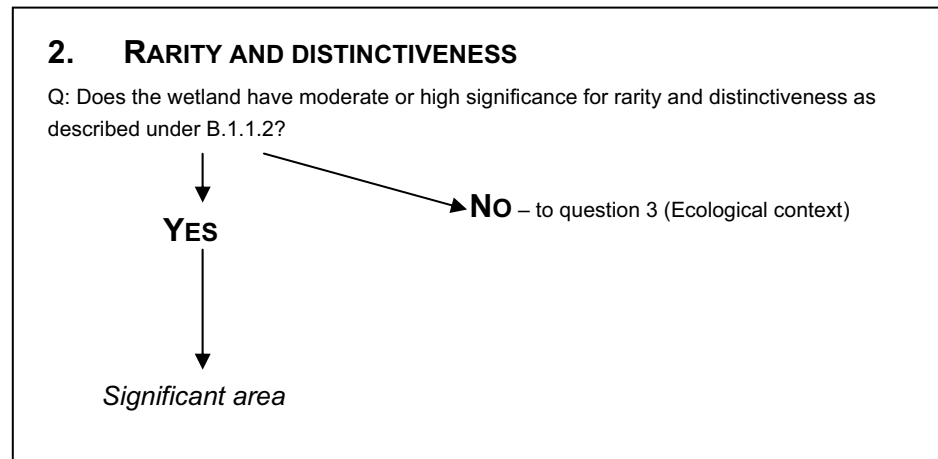 2. RARITY AND DISTINCTIVENESS
Q: Does the wetland have moderate or high significance for rarity and distinctiveness as
described under B.1.1.2?
NO – to question 3 (Ecological context)
YES
Significant area